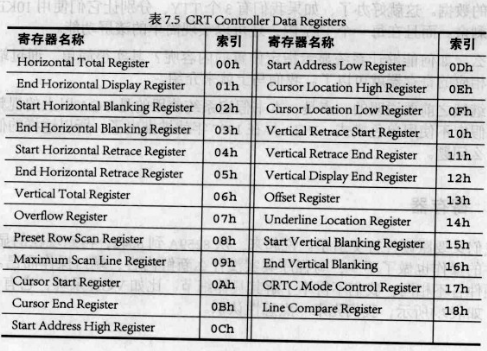 表 7.5 CRT Controller Data Registers
寄存器名称 索引 寄存器名称 索引
Horizontal Total Register 00h Start Address Low Register 0Dh
End Horizontal Display Register 01h Cursor Location High Register 0Eh
Start Horizontal Blanking Register 02h Cursor Location Low Register 0Fh
End Horizontal Blanking Register 03h Vertical Retrace Start Register 10h
Start Horizontal Retrace Register 04h Vertical Retrace End Register 11h
End Horizontal Retrace Register 05h Vertical Display End Register 12h
Vertical Total Register 06h Offset Register 13h
Overflow Register 07h Underline Location Register 14h
Preset Row Scan Register 08h Start Vertical Blanking Register 15h
Maximum Scan Line Register 09h End Vertical Blanking 16h
Cursor Start Register 0Ah CRTC Mode Control Register 17h
Cursor End Register 0Bh Line Compare Register 18h
Start Address High Register 0Ch